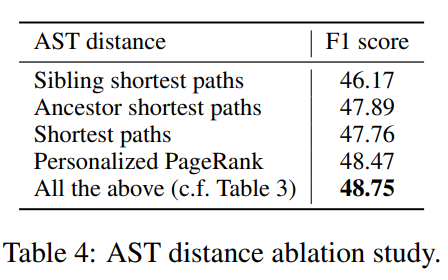 AST distance F1 score
Sibling shortest paths 46.17
Ancestor shortest paths 47.89
Shortest paths 47.76
Personalized PageRank 48.47
All the above (c.f. Table 3) 48.75
Table 4: AST distance ablation study.